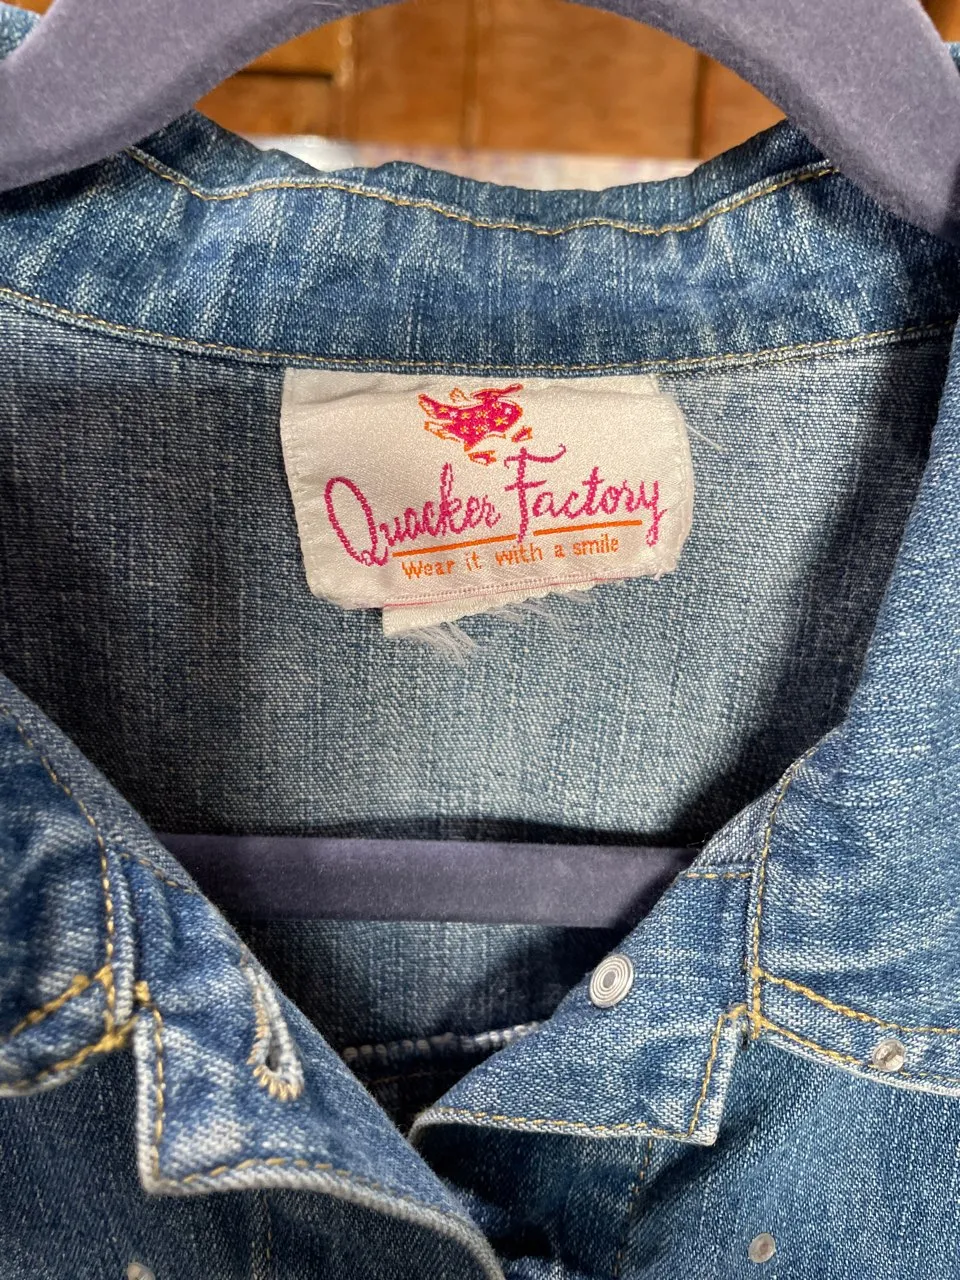 Quacker Factory
Wear it with a smile